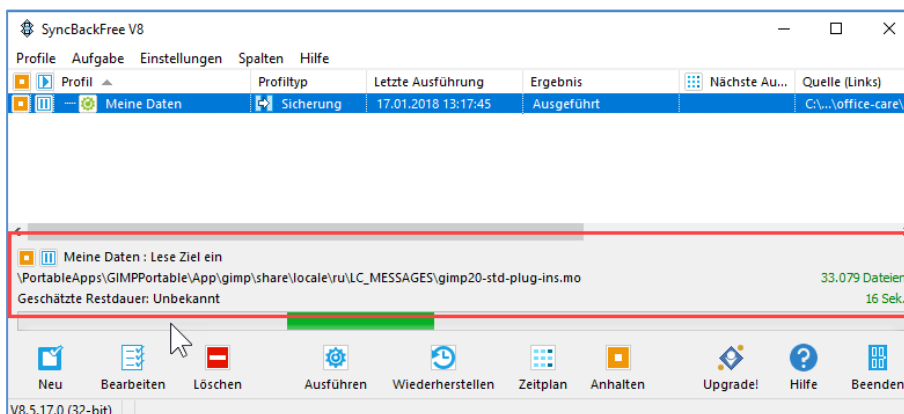 SyncBackFree V8
Profile Aufgabe Einstellungen Spalten Hilfe
Profil Profiltyp Letzte Ausführung Ergebnis Nächste Au... Quelle (Links)
Meine Daten Sicherung 17.01.2018 13:17:45 Ausgeführt C:\...\office-care\
Meine Daten : Lese Ziel ein
\PortableApps\GIMPPortable\App\gimp\share\locale\ru\LC_MESSAGES\gimp20-std-plug-ins.mo 33.079 Dateien
Geschätzte Restdauer: Unbekannt 16 Sek.
Neu Bearbeiten Löschen Ausführen Wiederherstellen Zeitplan Anhalten Upgrade! Hilfe Beenden
V8.5.17.0 (32-bit)